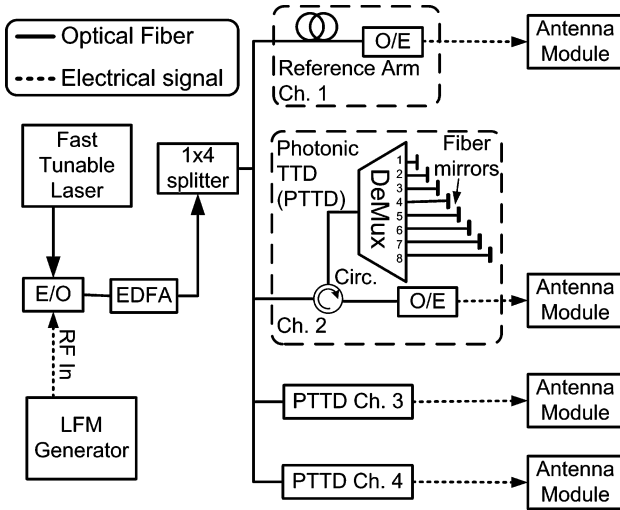 Optical Fiber
Electrical signal
Fast
Tunable
Laser
1x4
splitter
E/O
EDFA
RF In
LFM
Generator
O/E
Reference Arm
Ch. 1
Antenna
Module
Photonic
TTD
(PTTD)
DeMux
1
2
3
4
5
6
7
8
Fiber
mirrors
Circ.
Ch. 2
O/E
Antenna
Module
PTTD Ch. 3
Antenna
Module
PTTD Ch. 4
Antenna
Module